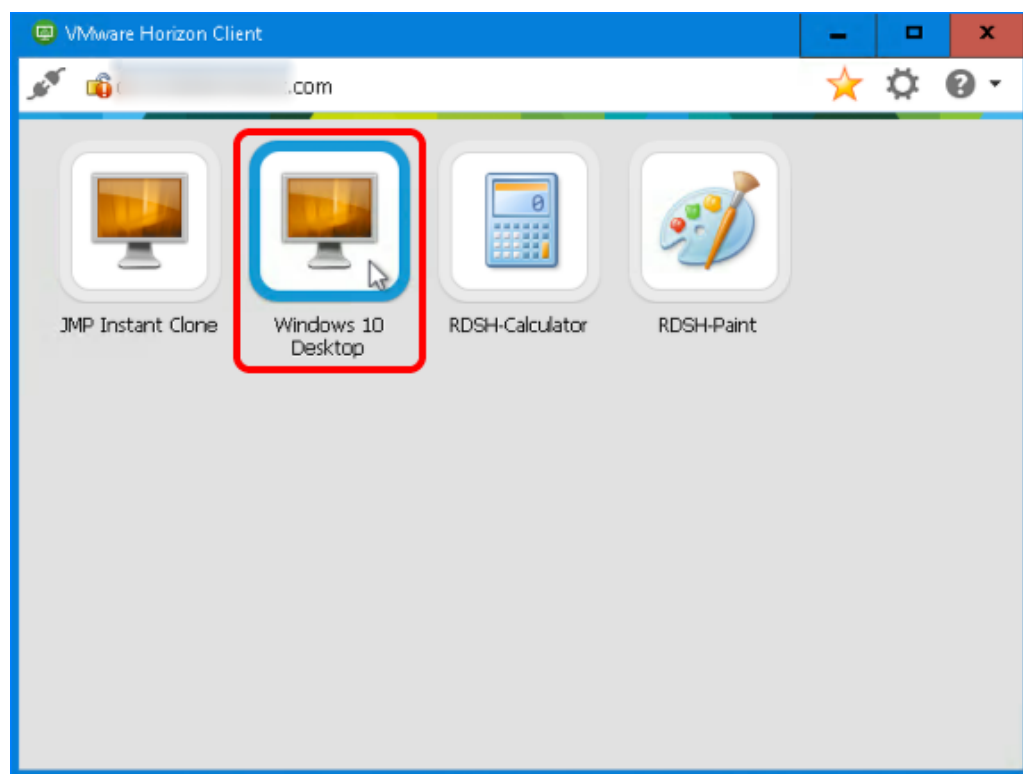 VMware Horizon Client
.com
JMP Instant Clone
Windows 10
Desktop
RDSH-Calculator
RDSH-Paint
0